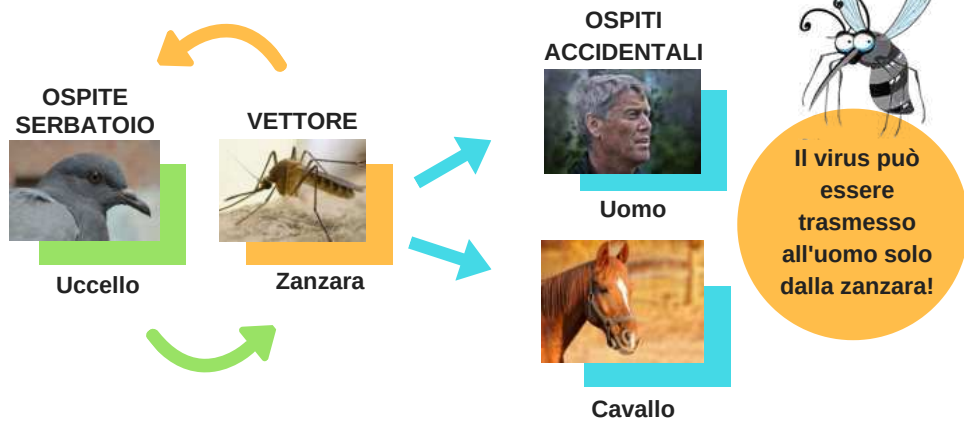 OSPITE
SERBATOIO
Uccello
VETTORE
Zanzara
OSPITI
ACCIDENTALI
Uomo
Cavallo
Il virus può
essere
trasmesso
all'uomo solo
dalla zanzara!